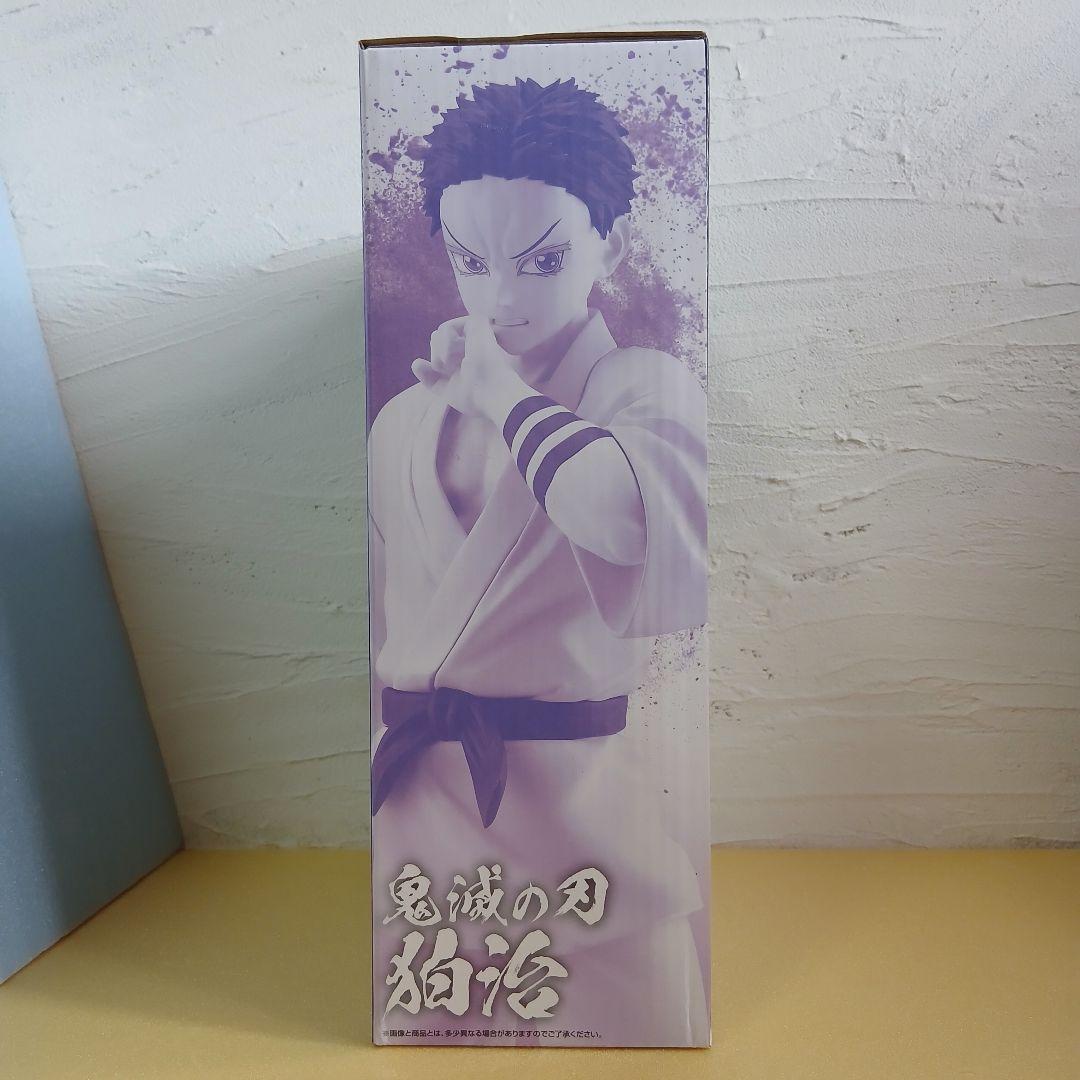 鬼滅の刃
狛治
※画像と商品とは、多少異なる場合がありますのでご了承ください。